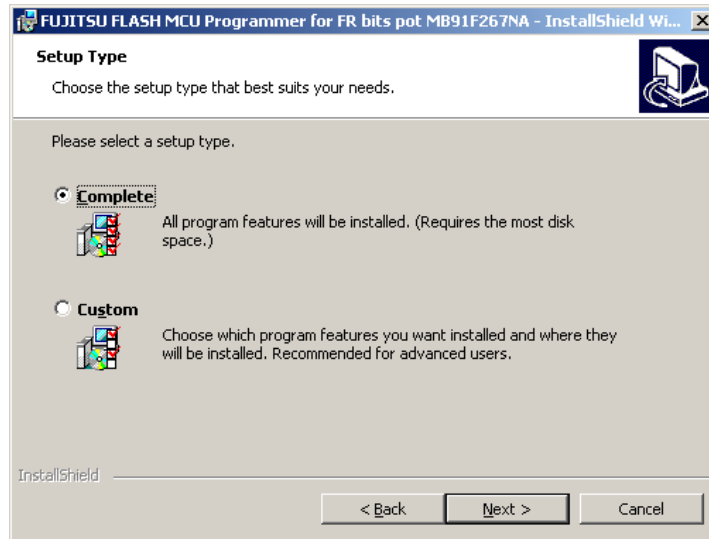 FUJITSU FLASH MCU Programmer for FR bits pot MB91F267NA - InstallShield Wi...
Setup Type
Choose the setup type that best suits your needs.
Please select a setup type.
Complete
All program features will be installed. (Requires the most disk
space.)
Custom
Choose which program features you want installed and where they
will be installed. Recommended for advanced users.
InstallShield
< Back Next > Cancel